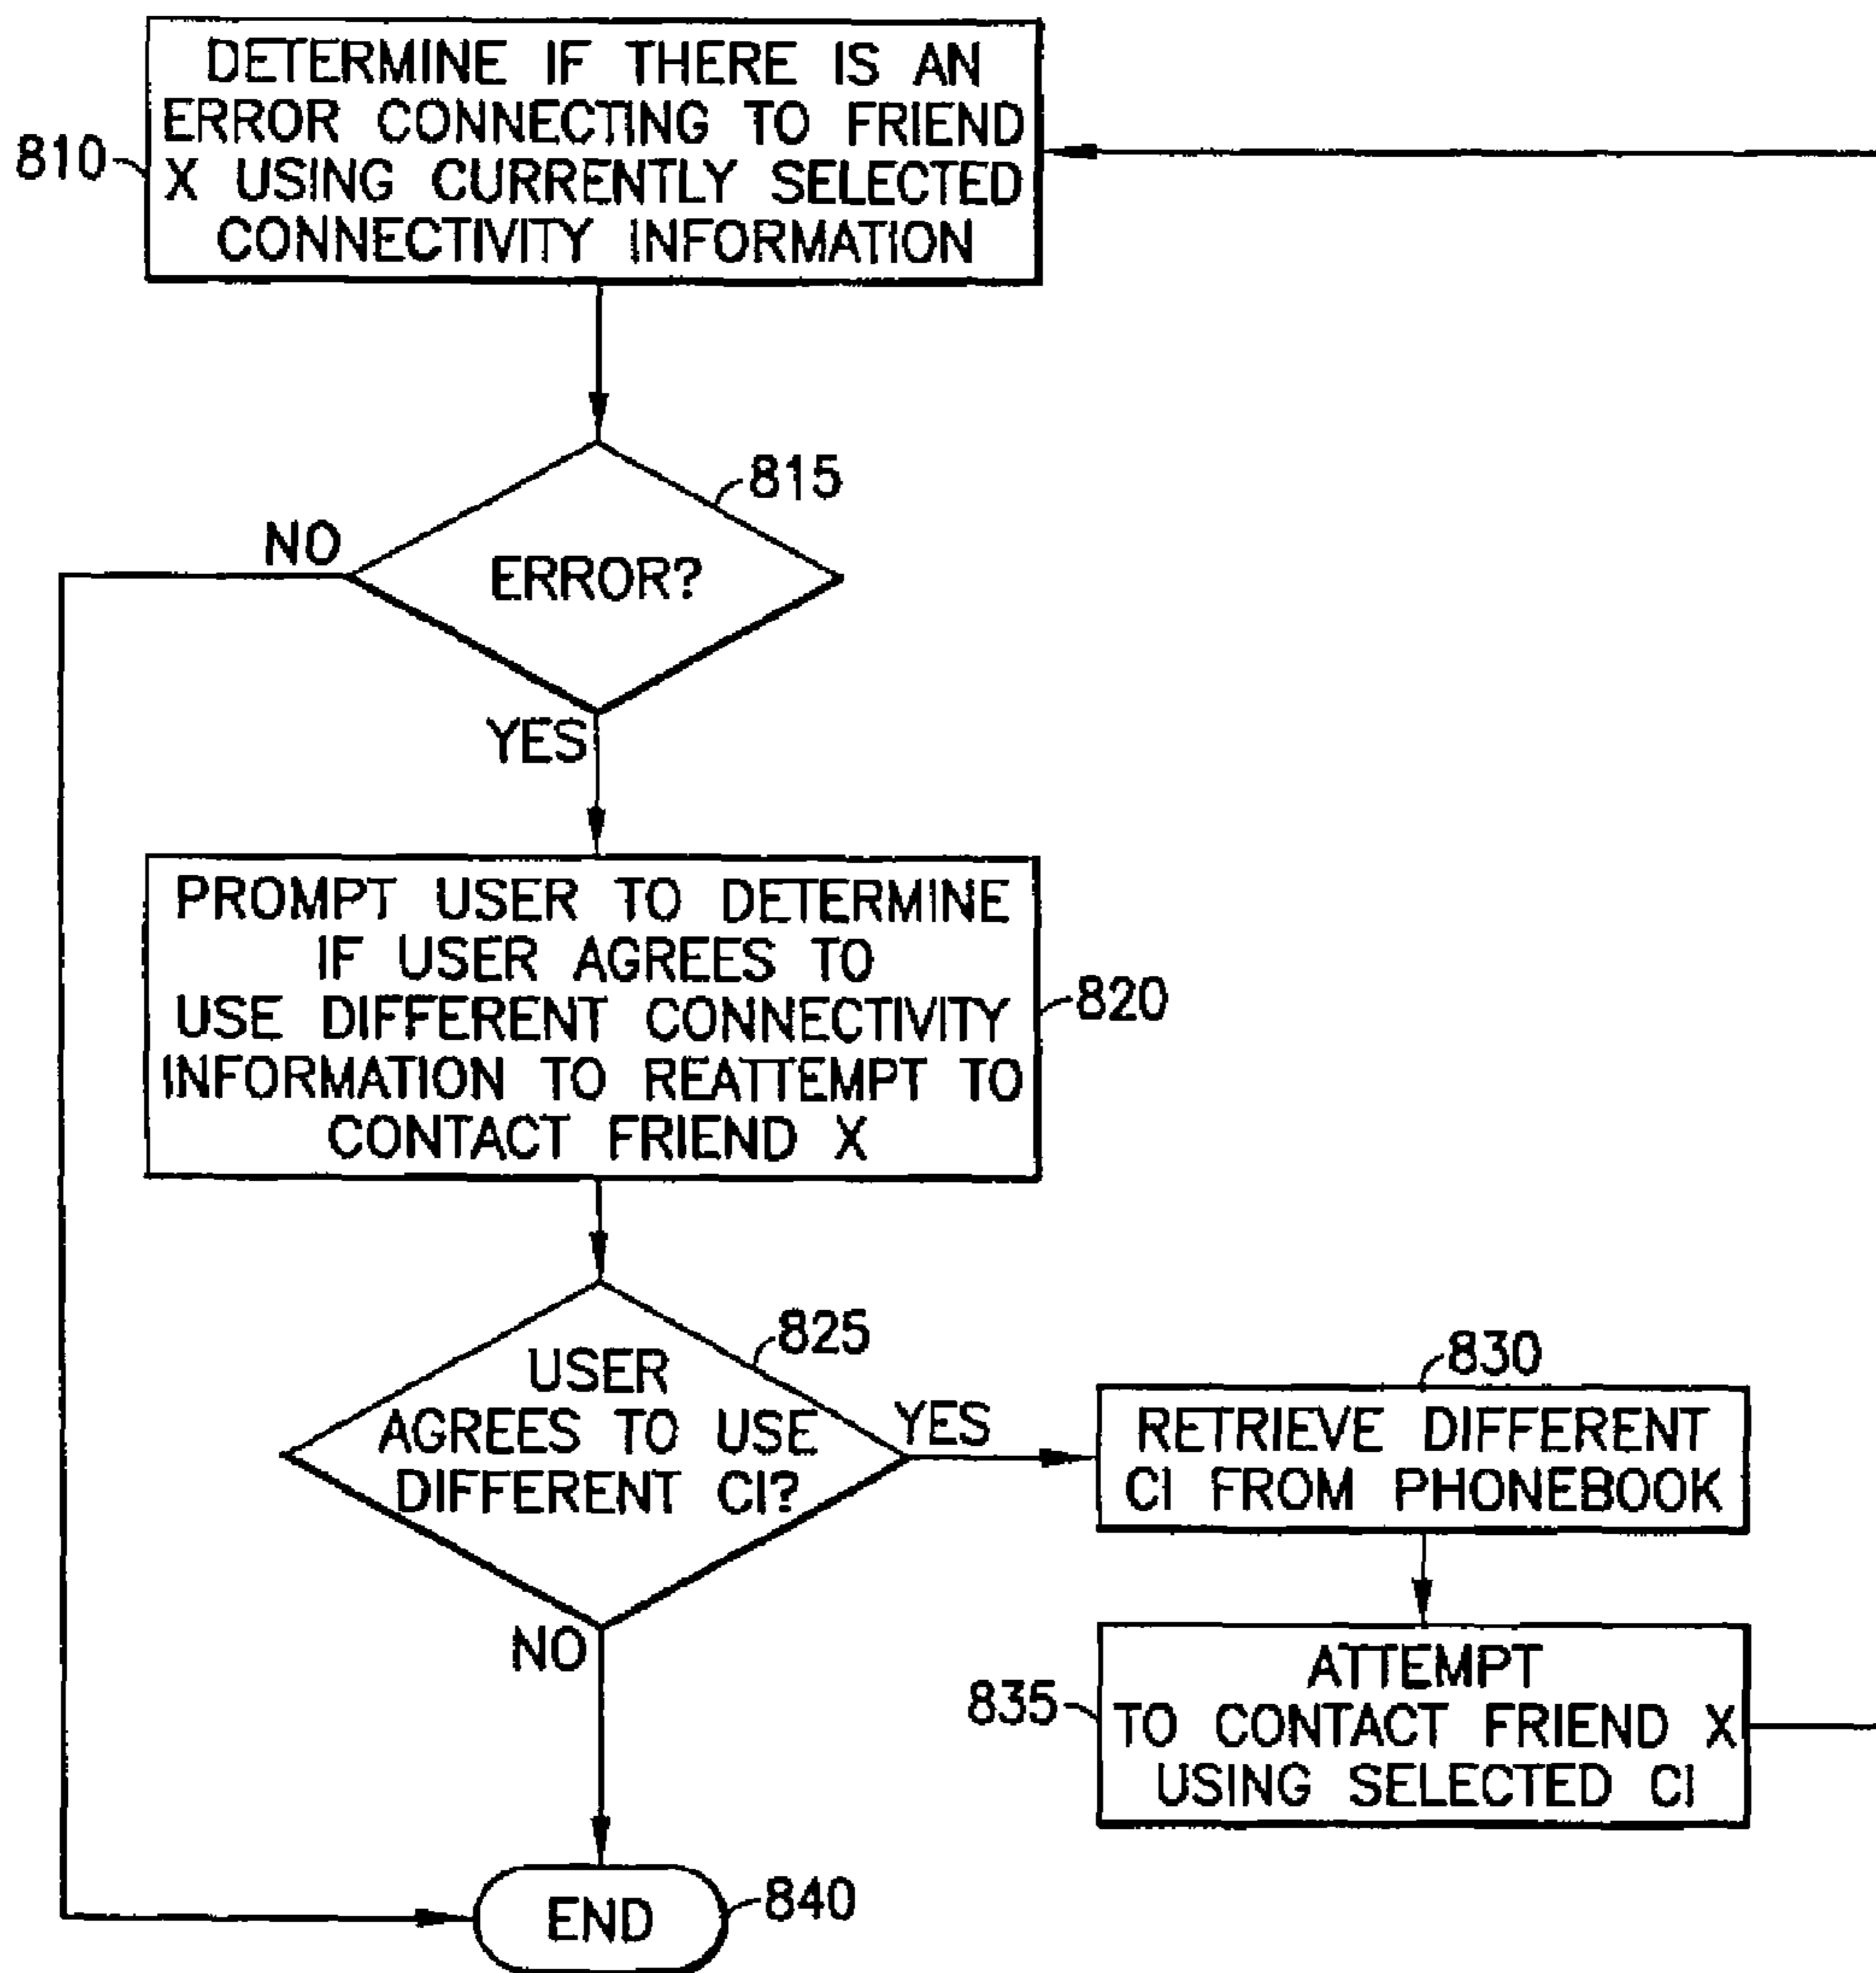 DETERMINE IF THERE IS AN
ERROR CONNECTING TO FRIEND
X USING CURRENTLY SELECTED
CONNECTIVITY INFORMATION
810
815
ERROR?
NO
YES
PROMPT USER TO DETERMINE
IF USER AGREES TO
USE DIFFERENT CONNECTIVITY
INFORMATION TO REATTEMPT TO
CONTACT FRIEND X
820
825
USER
AGREES TO USE
DIFFERENT CI?
YES
NO
830
RETRIEVE DIFFERENT
CI FROM PHONEBOOK
835
ATTEMPT
TO CONTACT FRIEND X
USING SELECTED CI
END
840